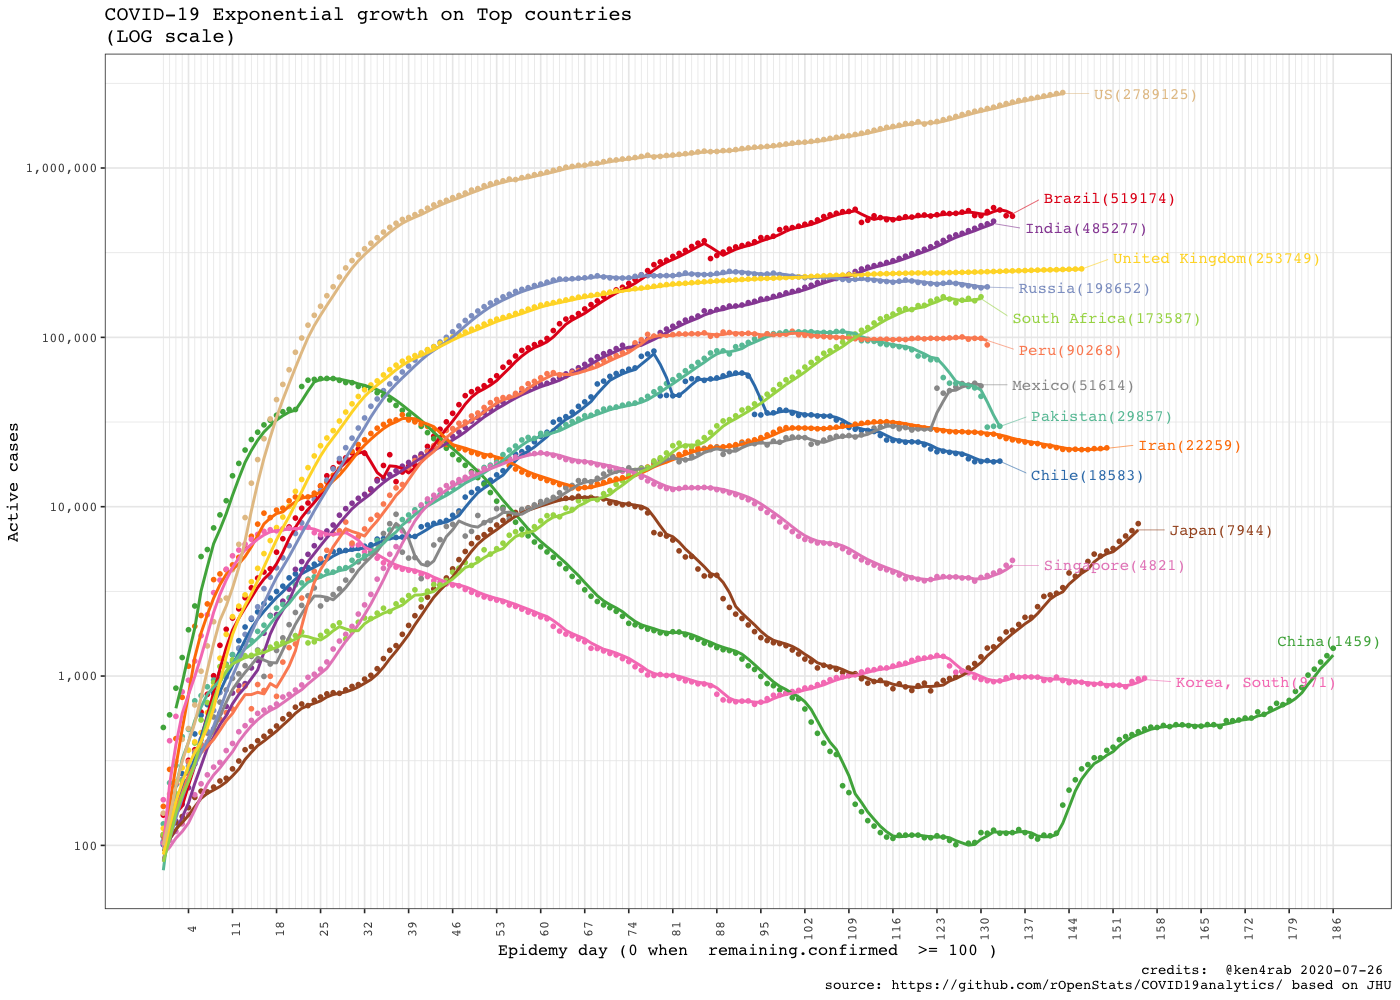 COVID-19 Exponential growth on Top countries
(LOG scale)
US(2789125)
1,000,000
Brazil(519174)
India(485277)
United Kingdom(253749)
Russia(198652)
South Africa(173587)
100,000
Peru(90268)
Mexico(51614)
Pakistan(29857)
Iran(22259)
Chile(18583)
10,000
Japan(7944)
Singapore(4821)
China(1459)
1,000
Korea, South(971)
100
Active cases
4 11 18 25 32 39 46 53 60 67 74 81 88 95 102 109 116 123 130 137 144 151 158 165 172 179 186
Epidemy day (0 when  remaining.confirmed  >= 100 )
credits:  @ken4rab 2020-07-26
source: https://github.com/rOpenStats/COVID19analytics/ based on JHU